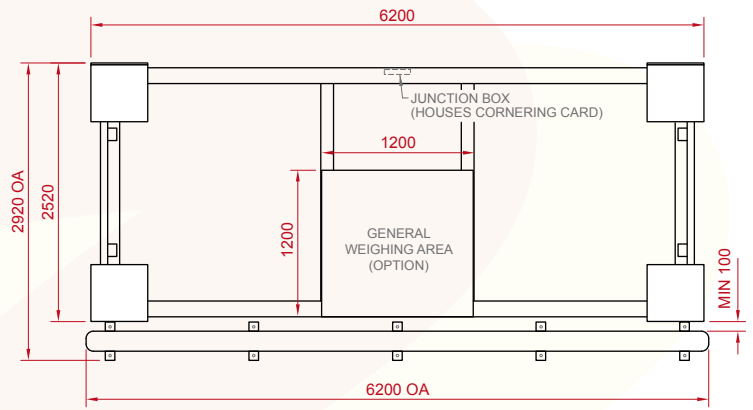 6200
JUNCTION BOX
(HOUSES CORNERING CARD)
1200
2920 OA
2520
1200
GENERAL
WEIGHING AREA
(OPTION)
MIN 100
6200 OA